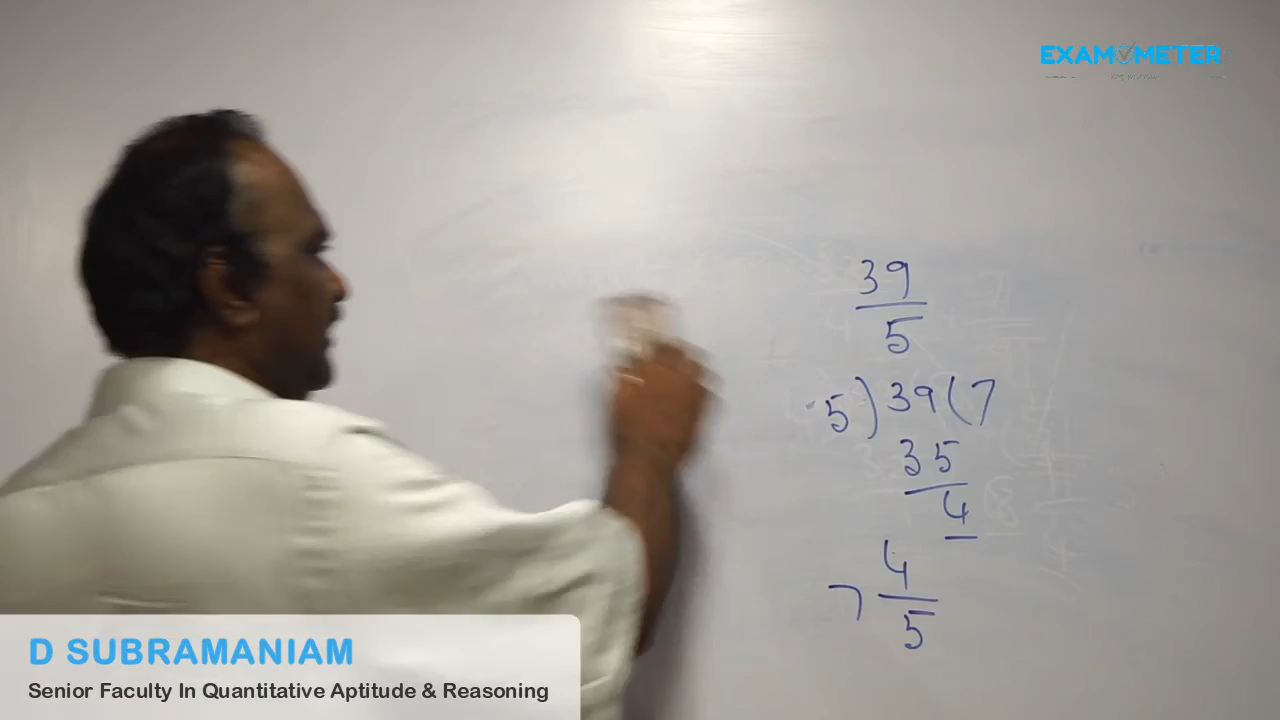 EXAMOMETER
39
5
5) 39 (7
35
4
7 4/5
D SUBRAMANIAM
Senior Faculty In Quantitative Aptitude & Reasoning